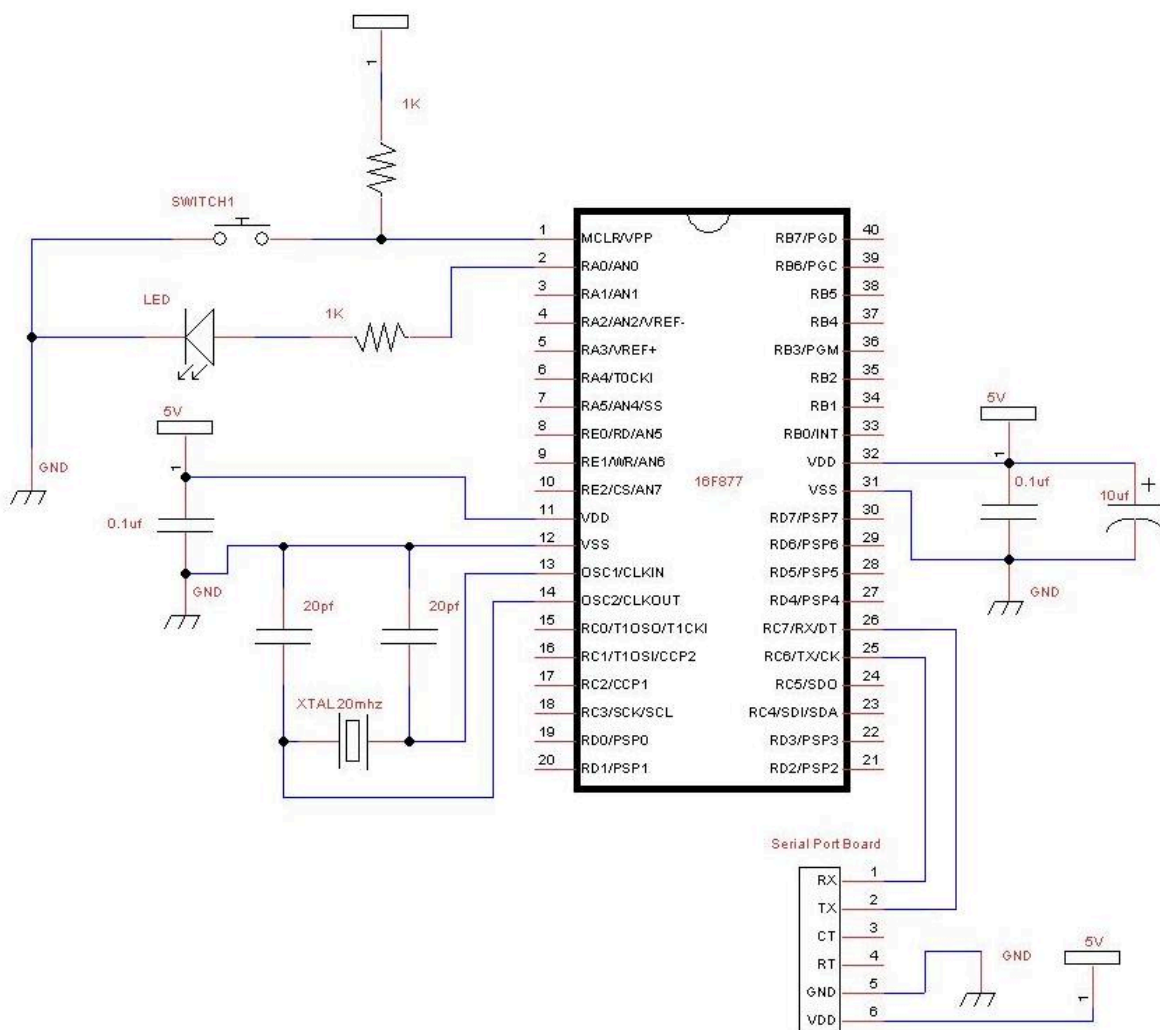 1
1K
SWITCH1
LED
1K
GND
5V
1
0.1uf
GND
20pf
20pf
XTAL20mhz
16F877
1 MCLR/VPP
2 RA0/AN0
3 RA1/AN1
4 RA2/AN2/VREF-
5 RA3/VREF+
6 RA4/T0CKI
7 RA5/AN4/SS
8 RE0/RD/AN5
9 RE1/WR/AN6
10 RE2/CS/AN7
11 VDD
12 VSS
13 OSC1/CLKIN
14 OSC2/CLKOUT
15 RC0/T1OSO/T1CKI
16 RC1/T1OSI/CCP2
17 RC2/CCP1
18 RC3/SCK/SCL
19 RD0/PSP0
20 RD1/PSP1
RB7/PGD 40
RB6/PGC 39
RB5 38
RB4 37
RB3/PGM 36
RB2 35
RB1 34
RB0/INT 33
VDD 32
VSS 31
RD7/PSP7 30
RD6/PSP6 29
RD5/PSP5 28
RD4/PSP4 27
RC7/RX/DT 26
RC6/TX/CK 25
RC5/SDO 24
RC4/SDI/SDA 23
RD3/PSP3 22
RD2/PSP2 21
5V
1
0.1uf
10uf
+
GND
Serial Port Board
RX 1
TX 2
CT 3
RT 4
GND 5
VDD 6
GND
5V
1